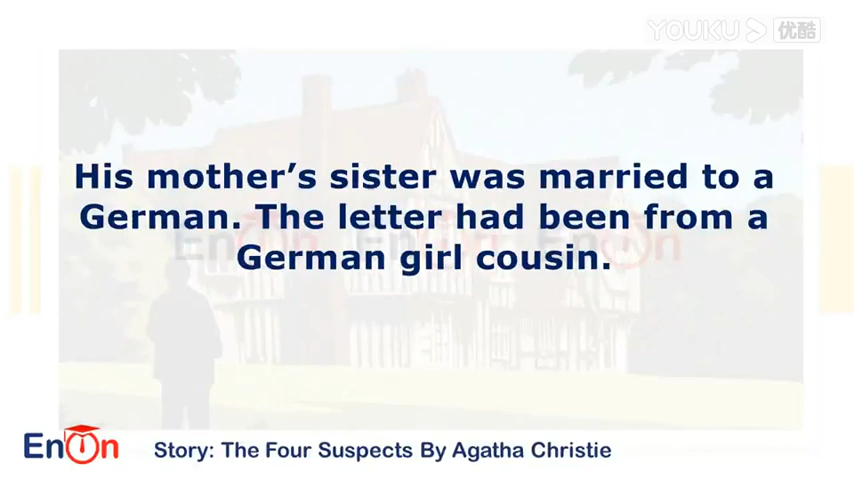 YOUKU 优酷
His mother’s sister was married to a
German. The letter had been from a
German girl cousin.
EnOn
Story: The Four Suspects By Agatha Christie